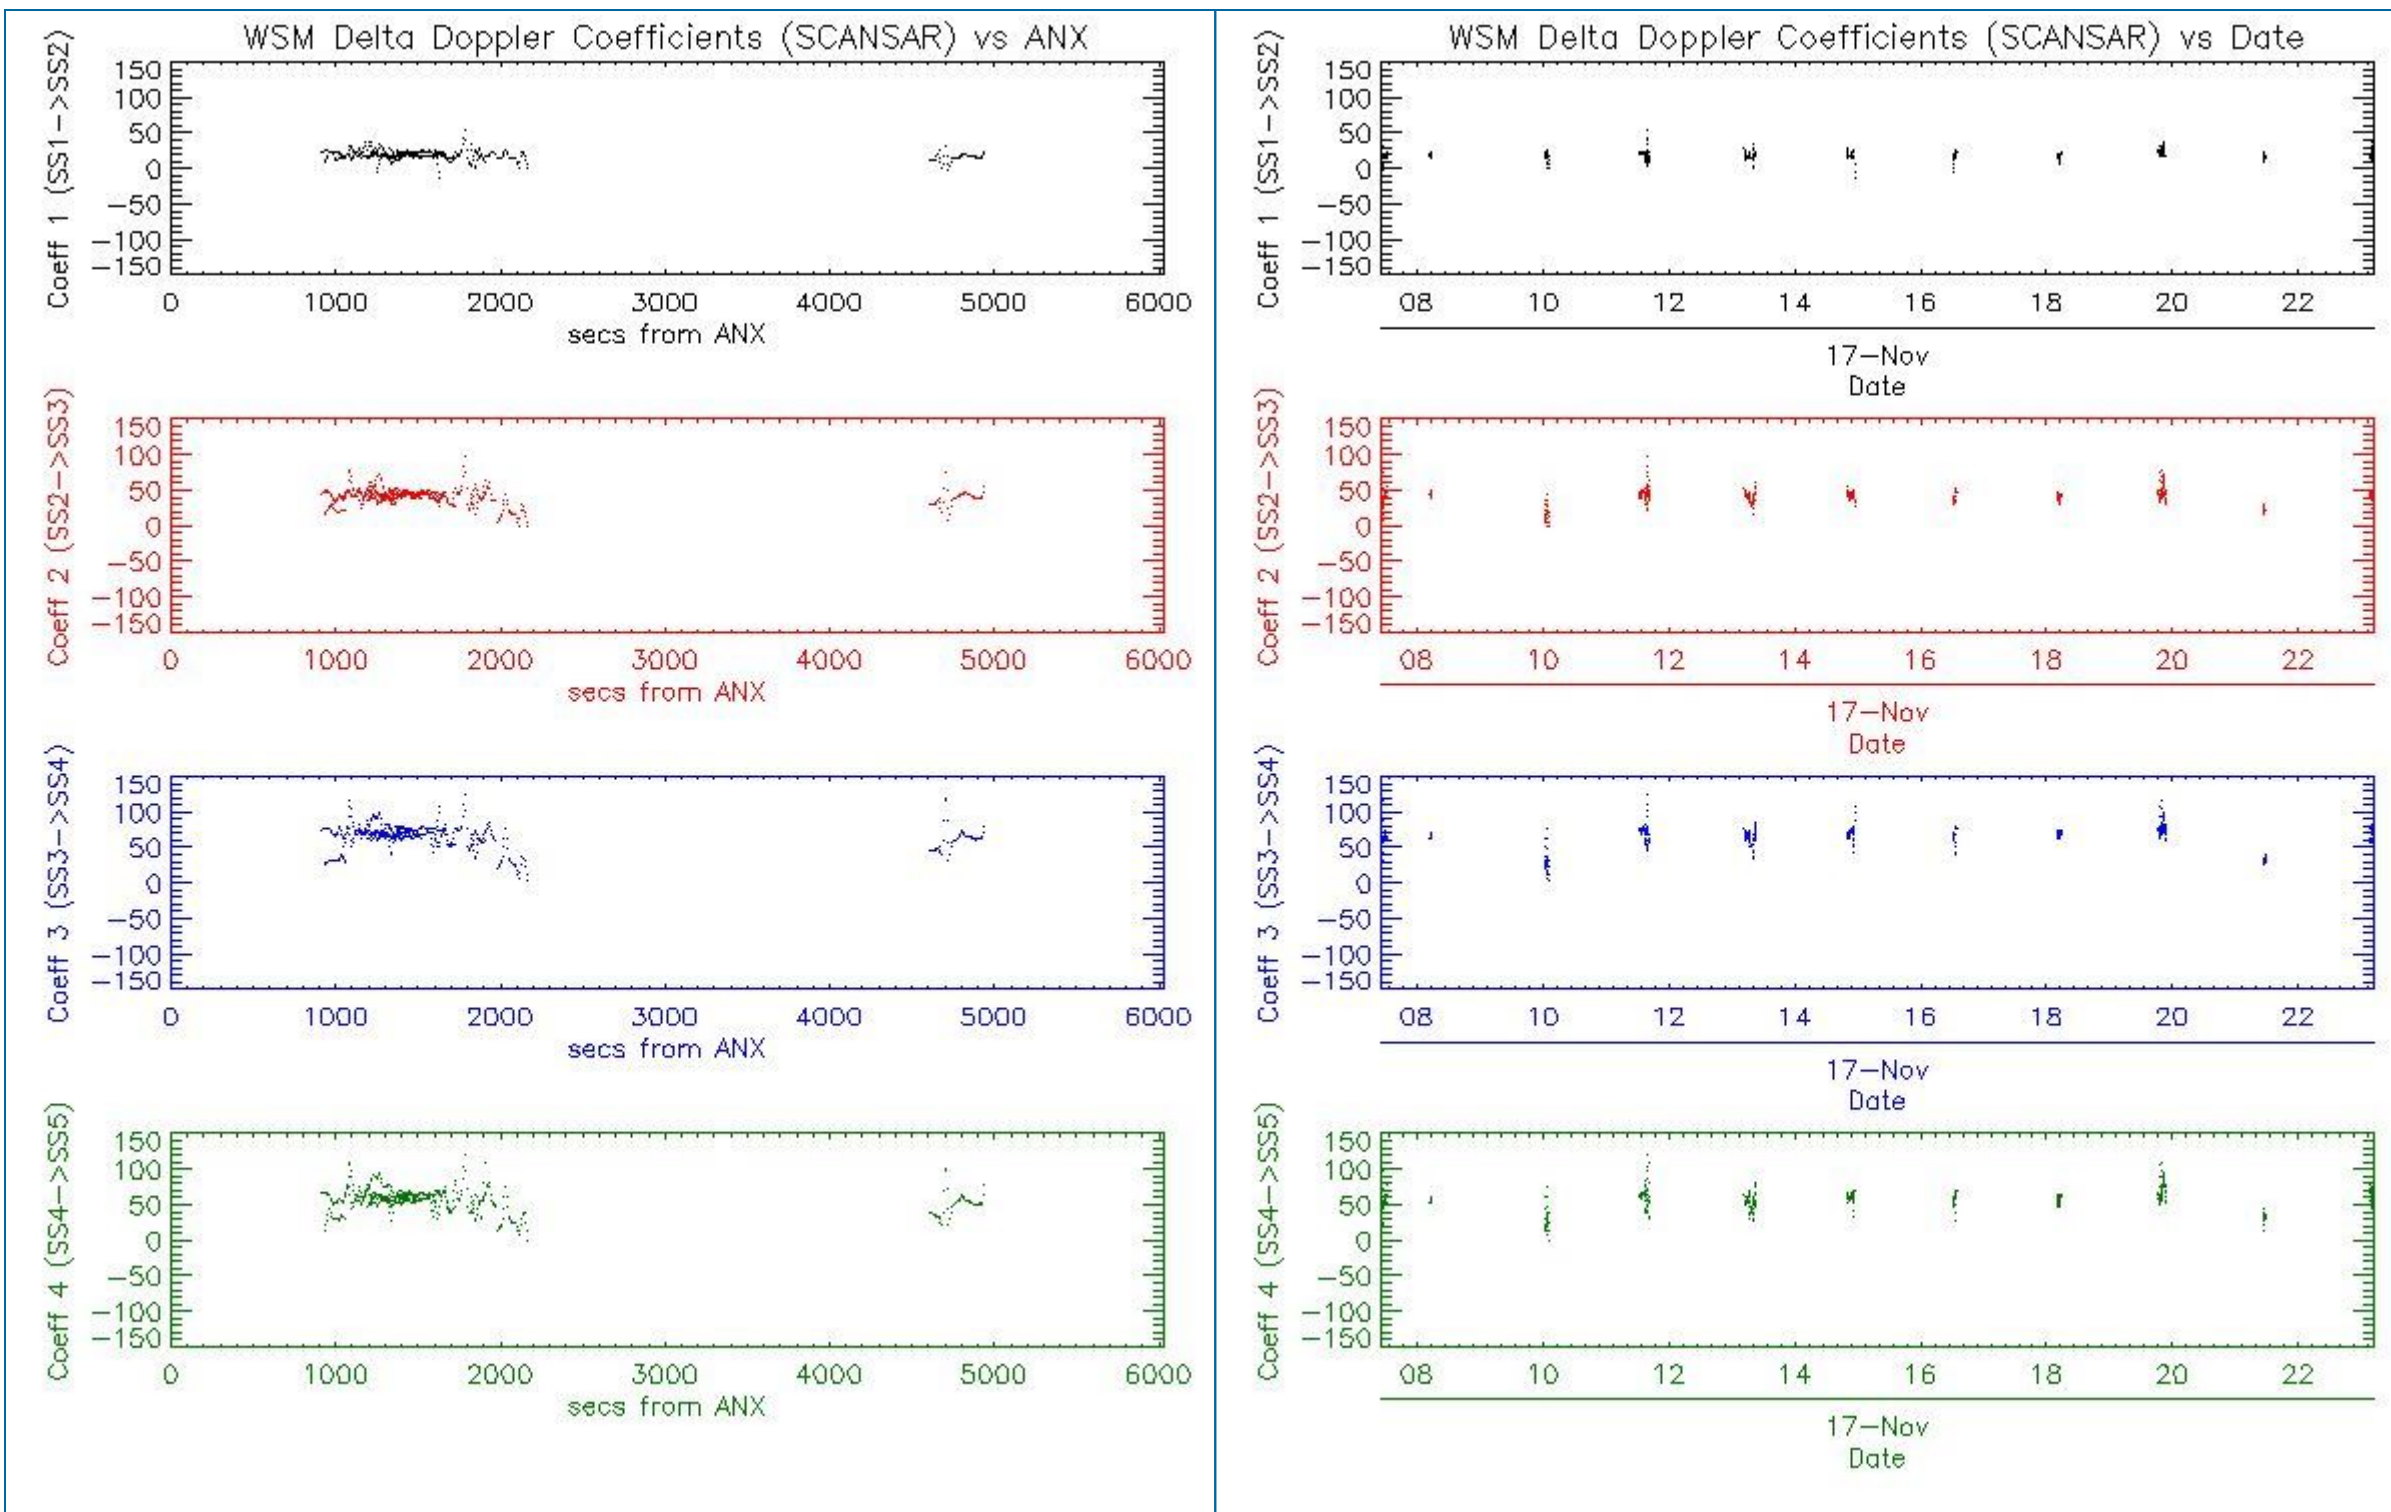 WSM Delta Doppler Coefficients (SCANSAR) vs ANX
Coeff 1 (SS1->SS2)
150
100
50
0
-50
-100
-150
0 1000 2000 3000 4000 5000 6000
secs from ANX
Coeff 2 (SS2->SS3)
150
100
50
0
-50
-100
-150
0 1000 2000 3000 4000 5000 6000
secs from ANX
Coeff 3 (SS3->SS4)
150
100
50
0
-50
-100
-150
0 1000 2000 3000 4000 5000 6000
secs from ANX
Coeff 4 (SS4->SS5)
150
100
50
0
-50
-100
-150
0 1000 2000 3000 4000 5000 6000
secs from ANX
WSM Delta Doppler Coefficients (SCANSAR) vs Date
Coeff 1 (SS1->SS2)
150
100
50
0
-50
-100
-150
08 10 12 14 16 18 20 22
17-Nov
Date
Coeff 2 (SS2->SS3)
150
100
50
0
-50
-100
-150
08 10 12 14 16 18 20 22
17-Nov
Date
Coeff 3 (SS3->SS4)
150
100
50
0
-50
-100
-150
08 10 12 14 16 18 20 22
17-Nov
Date
Coeff 4 (SS4->SS5)
150
100
50
0
-50
-100
-150
08 10 12 14 16 18 20 22
17-Nov
Date